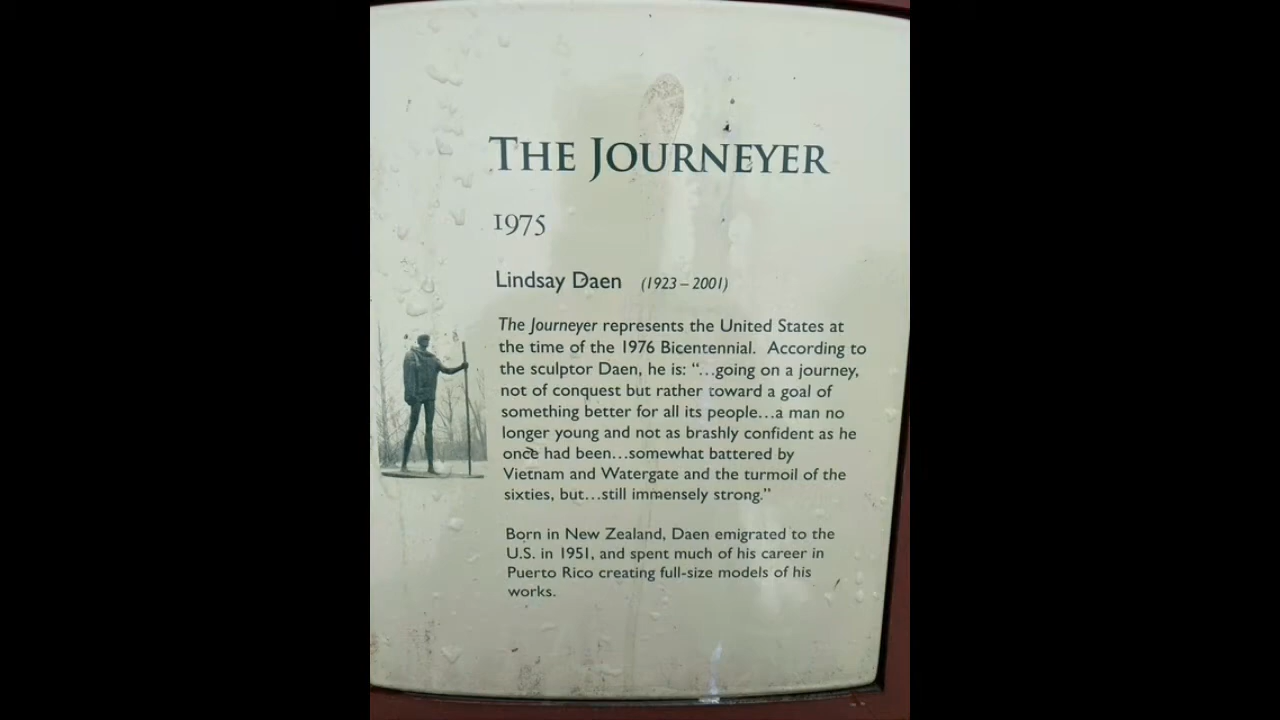 THE JOURNEYER
1975
Lindsay Daen (1923 – 2001)
The Journeyer represents the United States at
the time of the 1976 Bicentennial. According to
the sculptor Daen, he is: “…going on a journey,
not of conquest but rather toward a goal of
something better for all its people…a man no
longer young and not as brashly confident as he
once had been…somewhat battered by
Vietnam and Watergate and the turmoil of the
sixties, but…still immensely strong.”
Born in New Zealand, Daen emigrated to the
U.S. in 1951, and spent much of his career in
Puerto Rico creating full-size models of his
works.